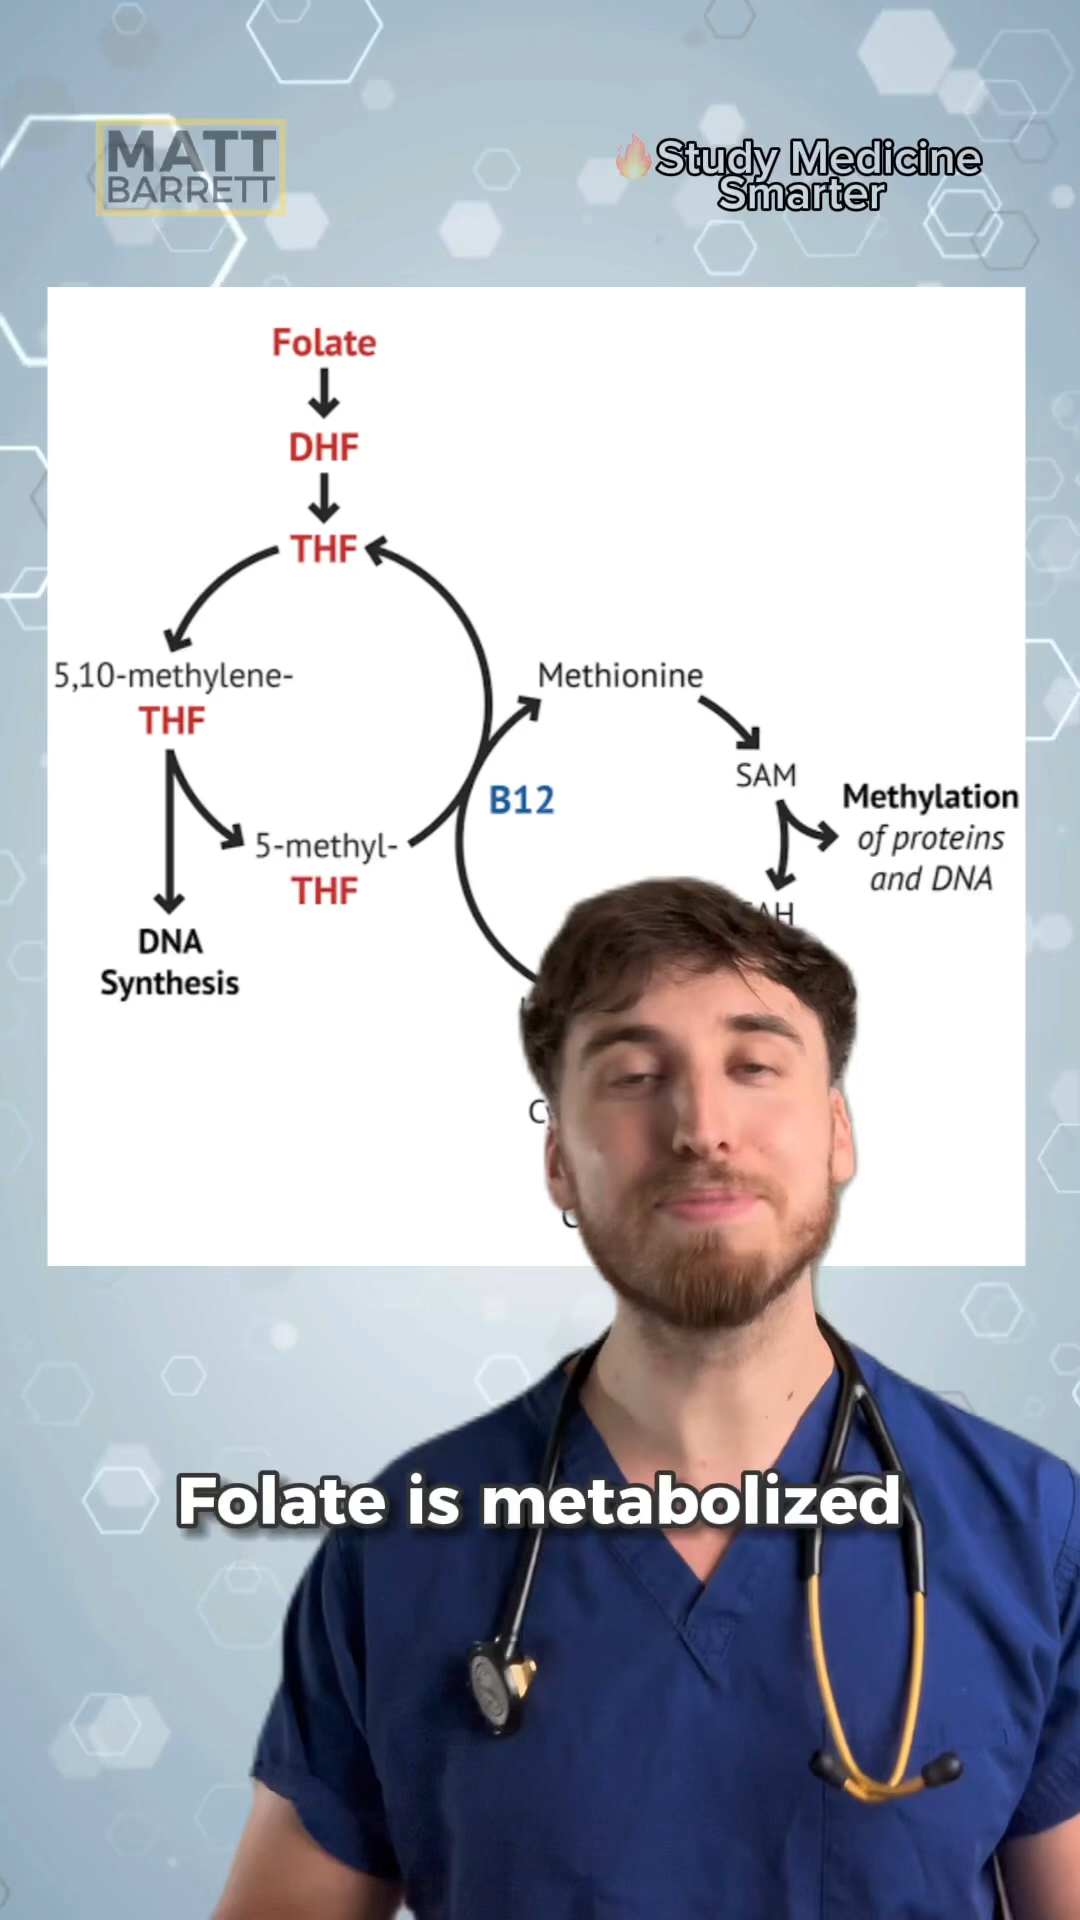 MATT
BARRETT
🔥Study Medicine
Smarter
Folate
DHF
THF
5,10-methylene-
THF
Methionine
SAM
B12
Methylation
of proteins
and DNA
5-methyl-
THF
DNA
Synthesis
Folate is metabolized